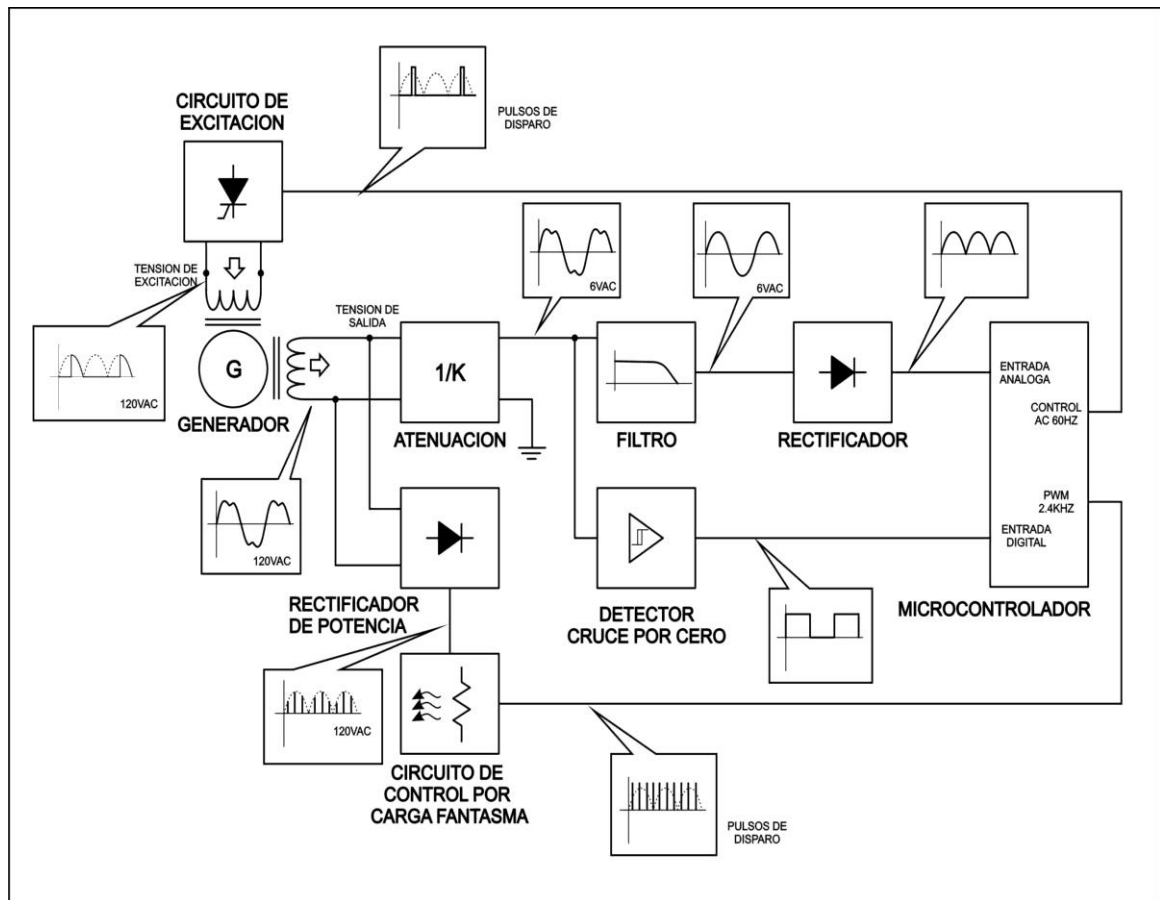 CIRCUITO DE
EXCITACION
PULSOS DE
DISPARO
TENSION DE
EXCITACION
120VAC
G
GENERADOR
120VAC
TENSION DE
SALIDA
1/K
ATENUACION
6VAC
FILTRO
6VAC
RECTIFICADOR
ENTRADA
ANALOGA
CONTROL
AC 60HZ
PWM
2.4KHZ
ENTRADA
DIGITAL
MICROCONTROLADOR
RECTIFICADOR
DE POTENCIA
DETECTOR
CRUCE POR CERO
120VAC
CIRCUITO DE
CONTROL POR
CARGA FANTASMA
PULSOS DE
DISPARO